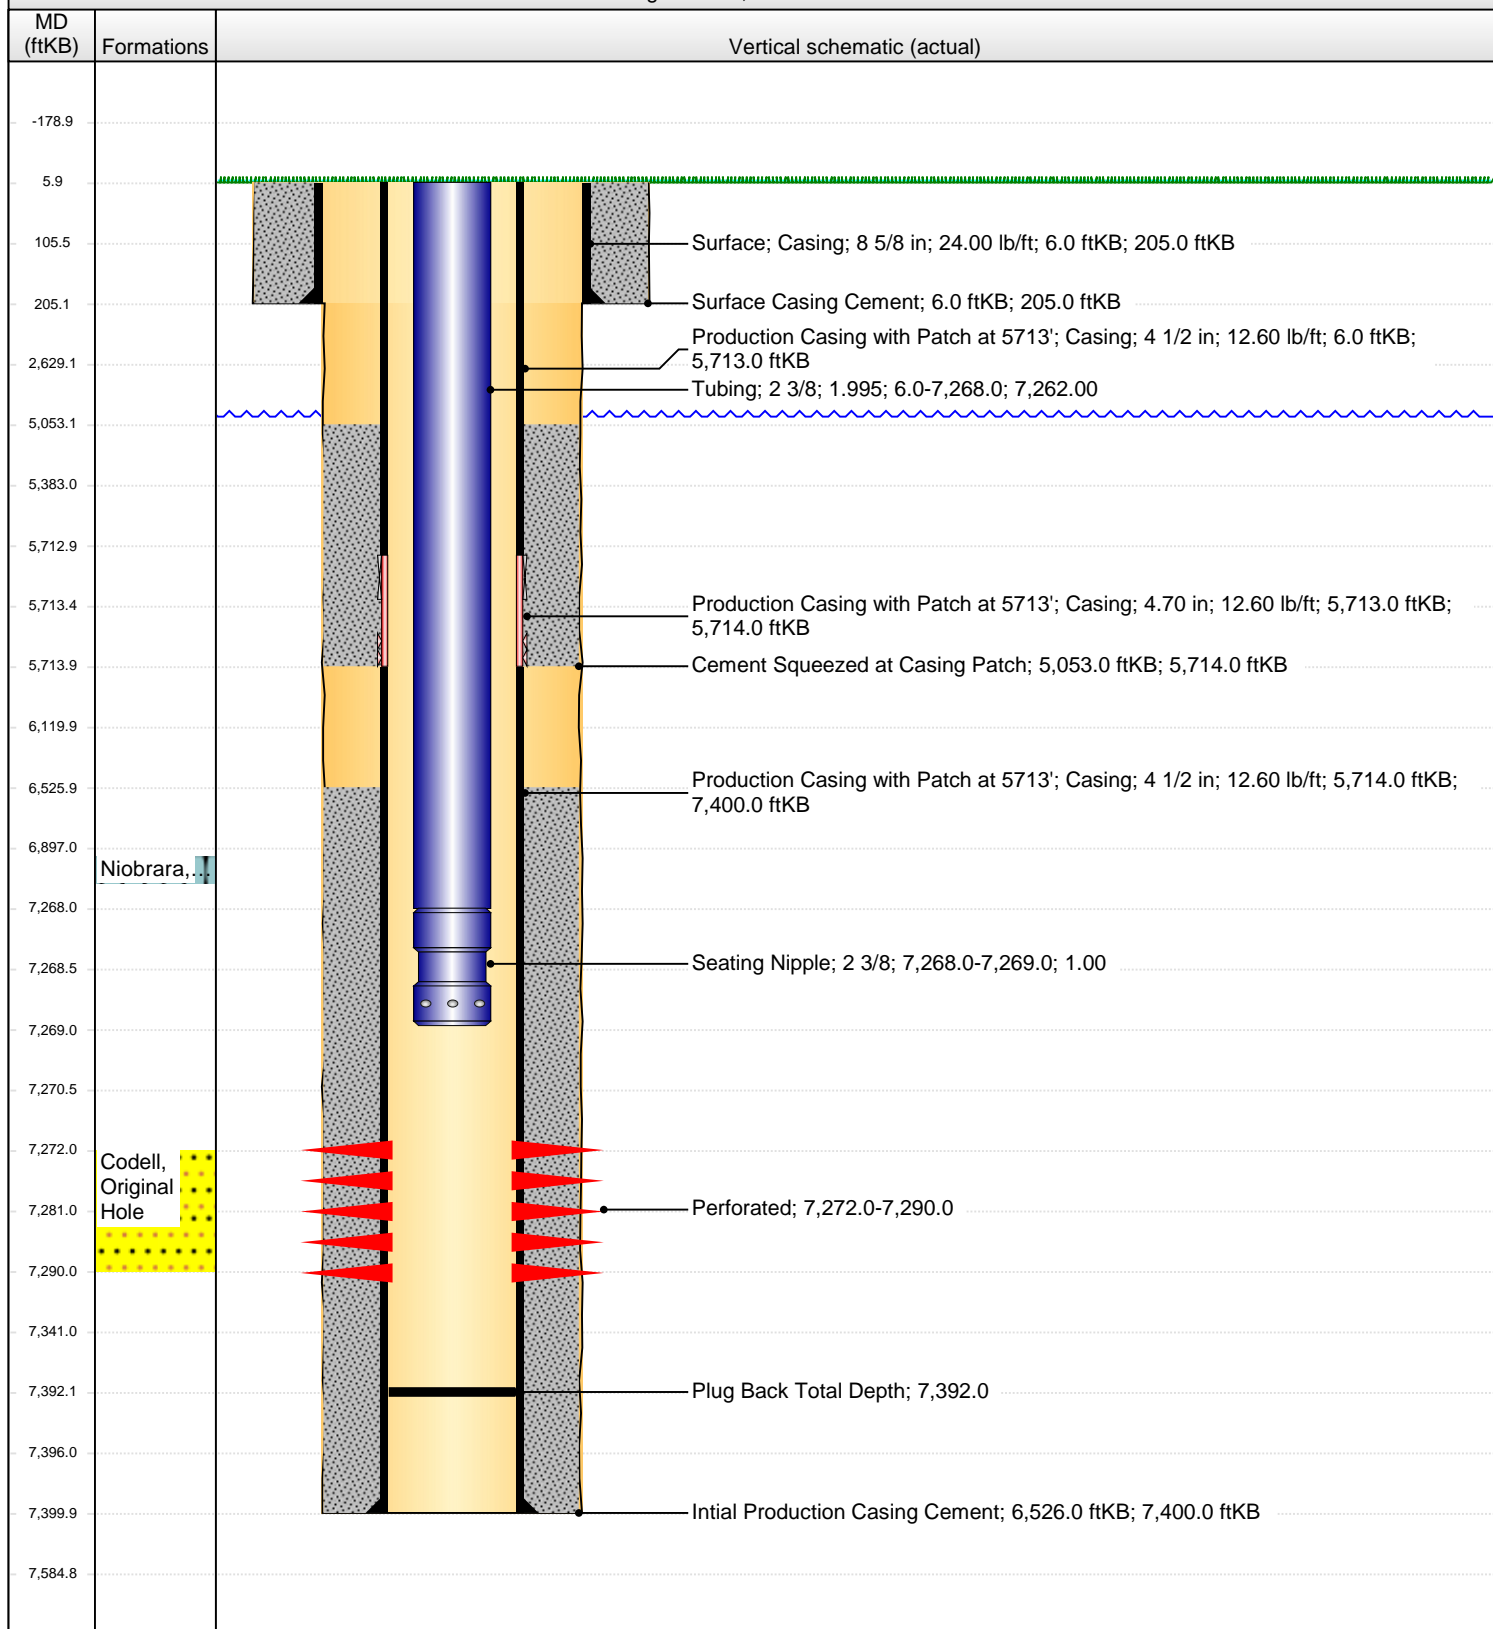 MD
(ftKB)
Formations
Vertical schematic (actual)
-178.9
5.9
105.5
Surface; Casing; 8 5/8 in; 24.00 lb/ft; 6.0 ftKB; 205.0 ftKB
205.1
Surface Casing Cement; 6.0 ftKB; 205.0 ftKB
Production Casing with Patch at 5713'; Casing; 4 1/2 in; 12.60 lb/ft; 6.0 ftKB;
5,713.0 ftKB
2,629.1
Tubing; 2 3/8; 1.995; 6.0-7,268.0; 7,262.00
5,053.1
5,383.0
5,712.9
5,713.4
Production Casing with Patch at 5713'; Casing; 4.70 in; 12.60 lb/ft; 5,713.0 ftKB;
5,714.0 ftKB
5,713.9
Cement Squeezed at Casing Patch; 5,053.0 ftKB; 5,714.0 ftKB
6,119.9
6,525.9
Production Casing with Patch at 5713'; Casing; 4 1/2 in; 12.60 lb/ft; 5,714.0 ftKB;
7,400.0 ftKB
6,897.0
Niobrara,...
7,268.0
7,268.5
Seating Nipple; 2 3/8; 7,268.0-7,269.0; 1.00
7,269.0
7,270.5
7,272.0
Codell,
Original
Hole
7,281.0
Perforated; 7,272.0-7,290.0
7,290.0
7,341.0
7,392.1
Plug Back Total Depth; 7,392.0
7,396.0
7,399.9
Intial Production Casing Cement; 6,526.0 ftKB; 7,400.0 ftKB
7,584.8